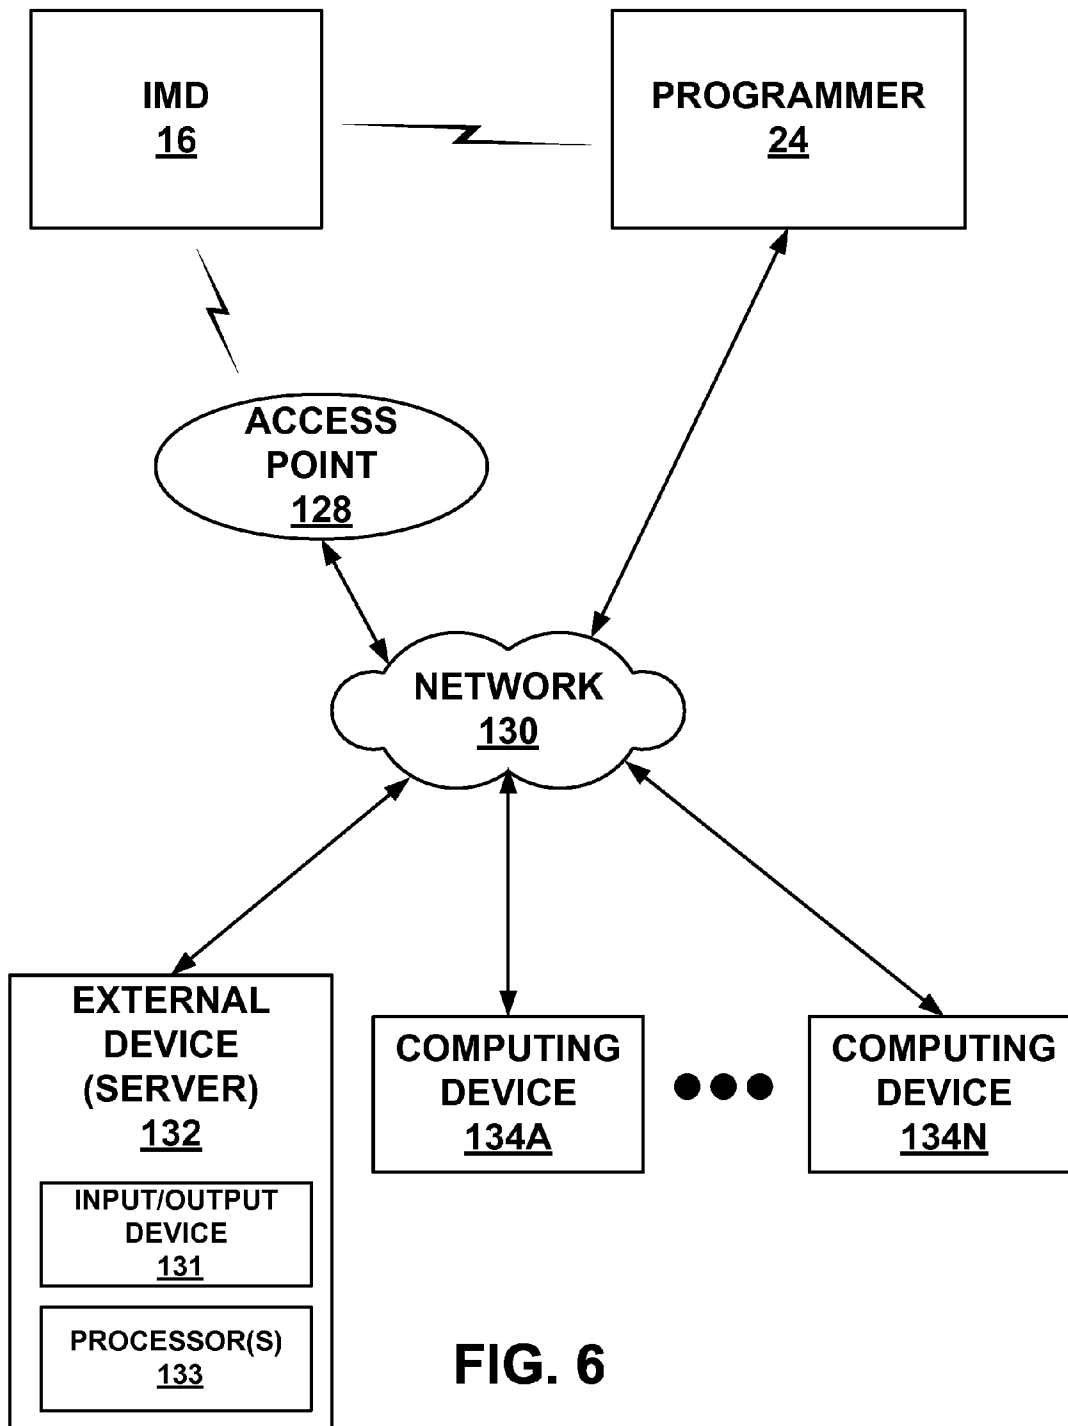 IMD
16
PROGRAMMER
24
ACCESS
POINT
128
NETWORK
130
EXTERNAL
DEVICE
(SERVER)
132
INPUT/OUTPUT
DEVICE
131
PROCESSOR(S)
133
COMPUTING
DEVICE
134A
COMPUTING
DEVICE
134N
FIG. 6